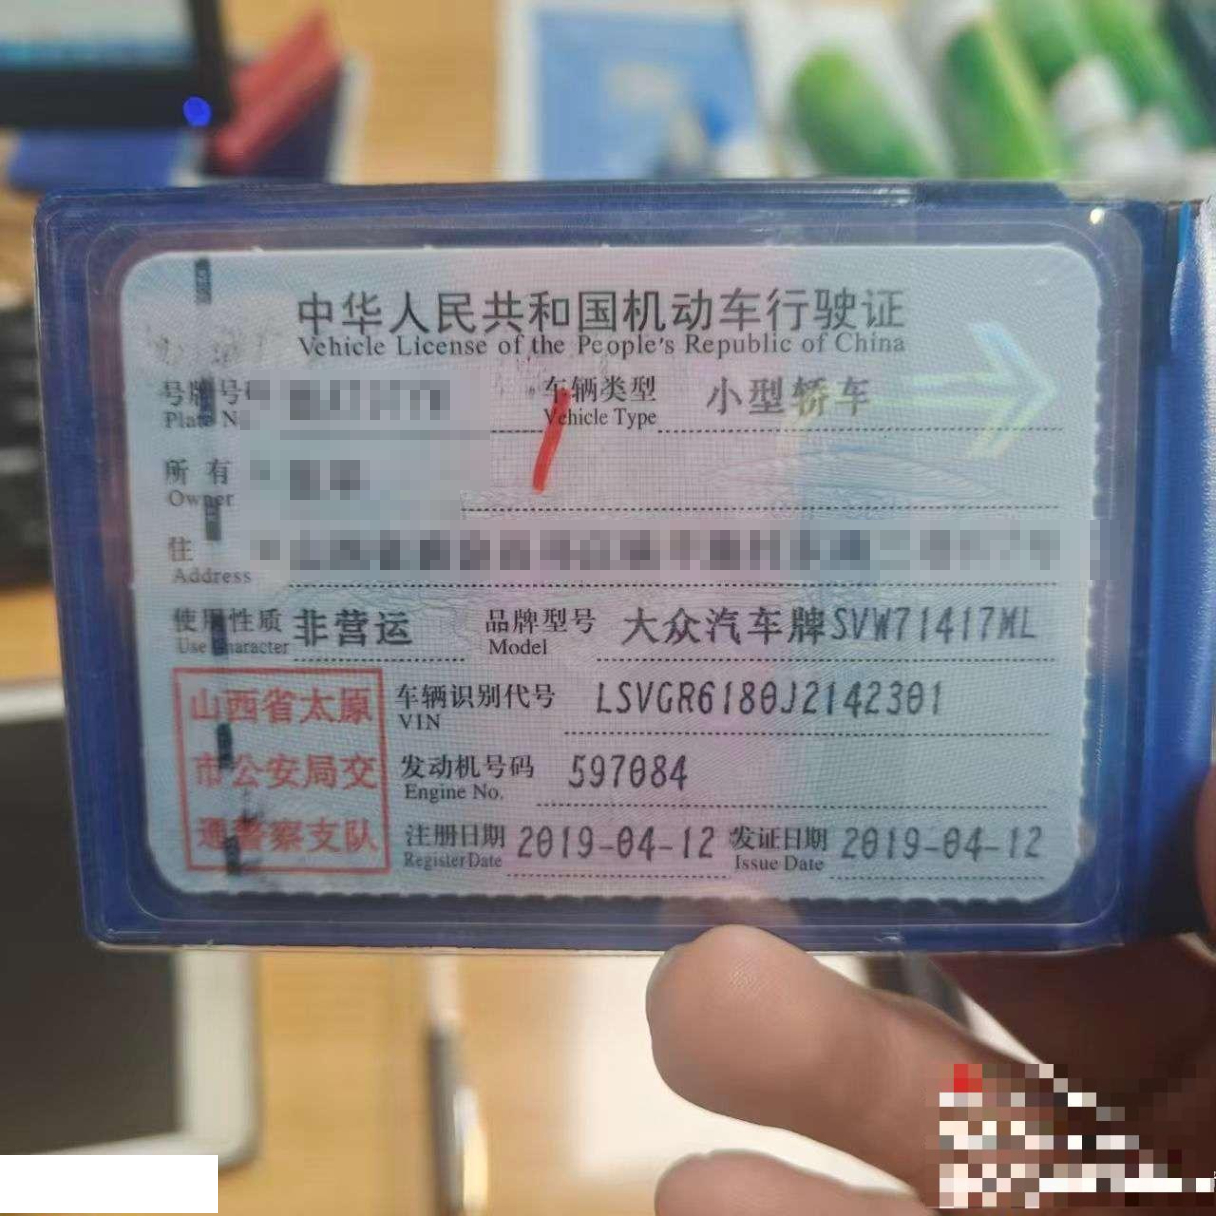 中华人民共和国机动车行驶证
Vehicle License of the People's Republic of China
号牌号码
Plate N
车辆类型 小型轿车
Vehicle Type
所有
Owner
住
Address
使用性质 非营运 品牌型号 大众汽车牌SVW71417ML
Use Character Model
山西省太原
市公安局交
通警察支队
车辆识别代号 LSVGR6180J2142301
VIN
发动机号码 597084
Engine No.
注册日期 2019-04-12 发证日期 2019-04-12
Register Date Issue Date